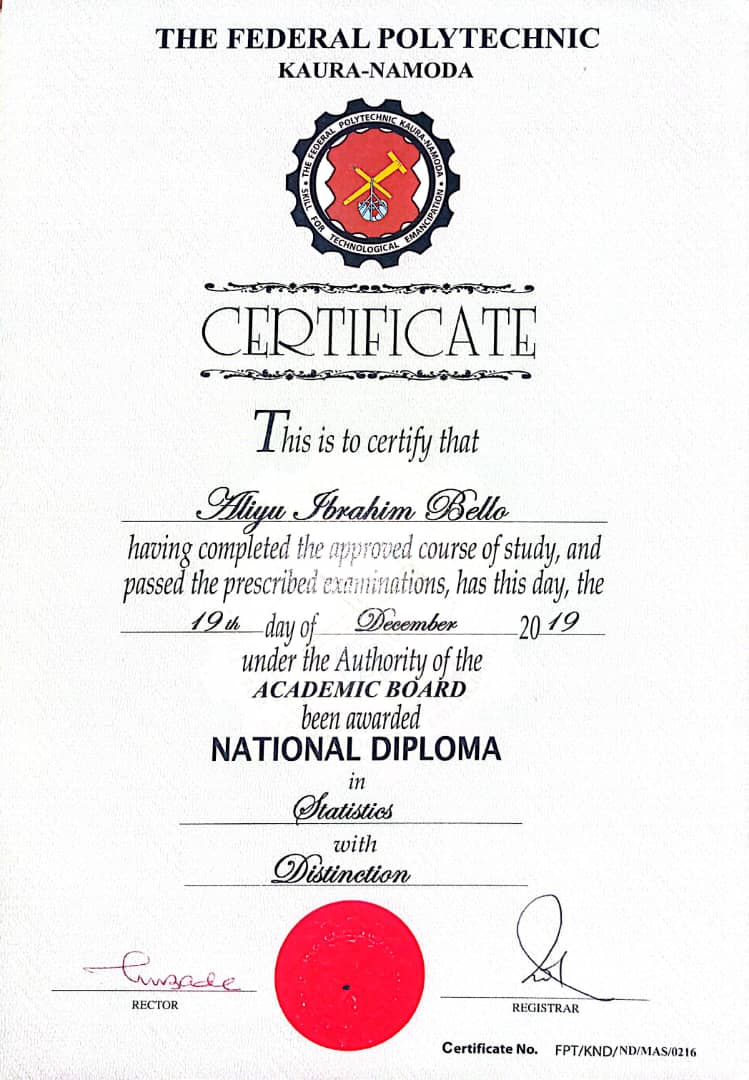 THE FEDERAL POLYTECHNIC
KAURA-NAMODA
THE FEDERAL POLYTECHNIC KAURA-NAMODA
SKILL FOR TECHNOLOGICAL EMANCIPATION
CERTIFICATE
This is to certify that
Aliyu Ibrahim Bello
having completed the approved course of study, and
passed the prescribed examinations, has this day, the
19th day of December 2019
under the Authority of the
ACADEMIC BOARD
been awarded
NATIONAL DIPLOMA
in
Statistics
with
Distinction
RECTOR
REGISTRAR
Certificate No. FPT/KND/ND/MAS/0216